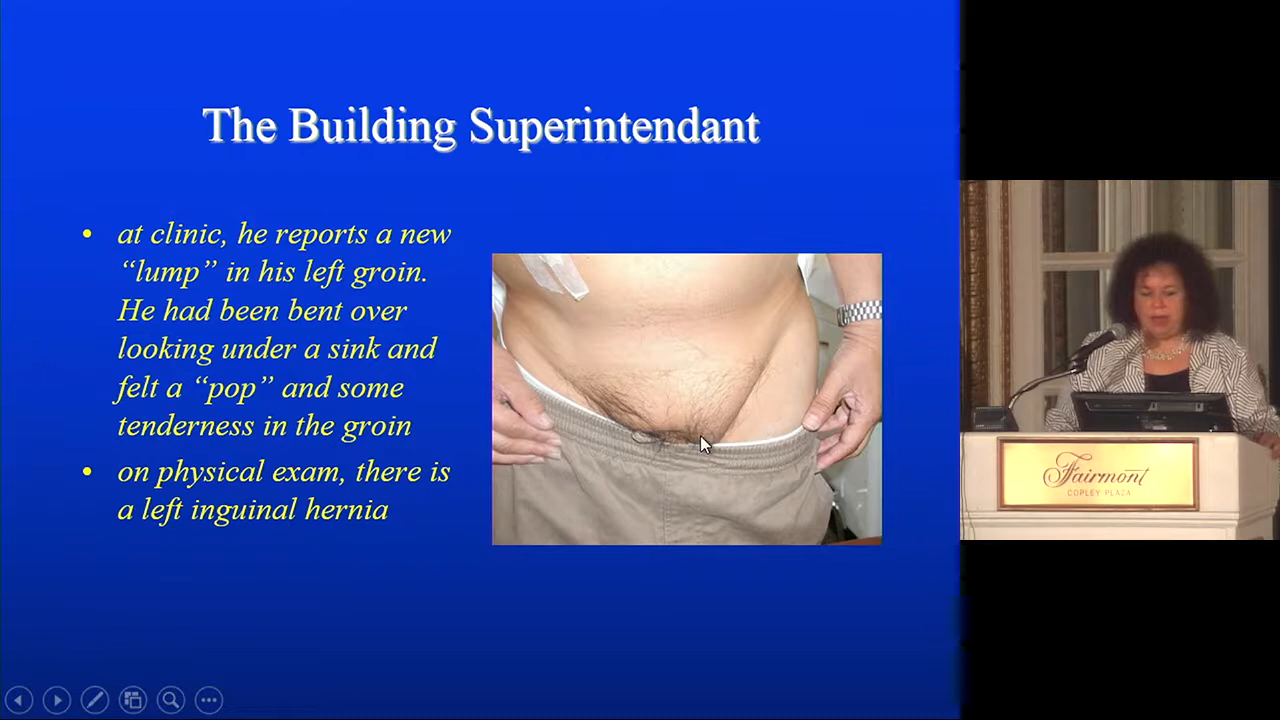 The Building Superintendant
• at clinic, he reports a new
“lump” in his left groin.
He had been bent over
looking under a sink and
felt a “pop” and some
tenderness in the groin
• on physical exam, there is
a left inguinal hernia
Fairmont
COPLEY PLAZA